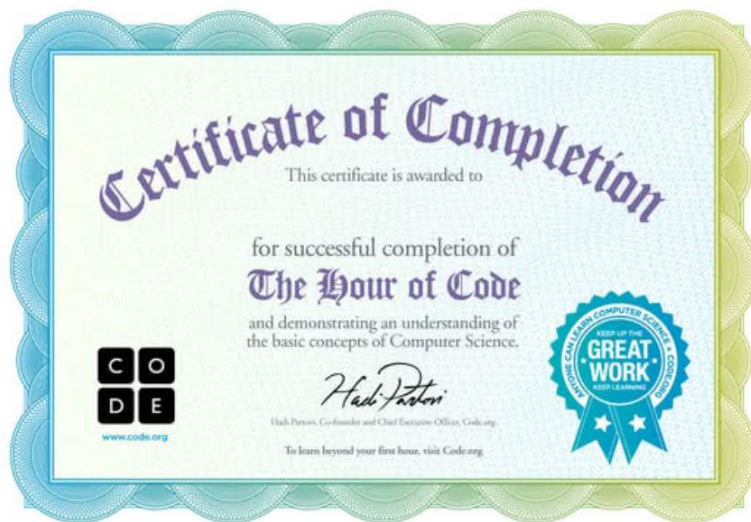 Certificate of Completion
This certificate is awarded to
for successful completion of
The Hour of Code
and demonstrating an understanding of
the basic concepts of Computer Science.
C O
D E
www.code.org
Hadi Partovi
Hadi Partovi, Co-founder and Chief Executive Officer, Code.org
To learn beyond your first hour, visit Code.org
ANYONE CAN LEARN COMPUTER SCIENCE • CODE.ORG
KEEP UP THE
GREAT
WORK
KEEP LEARNING